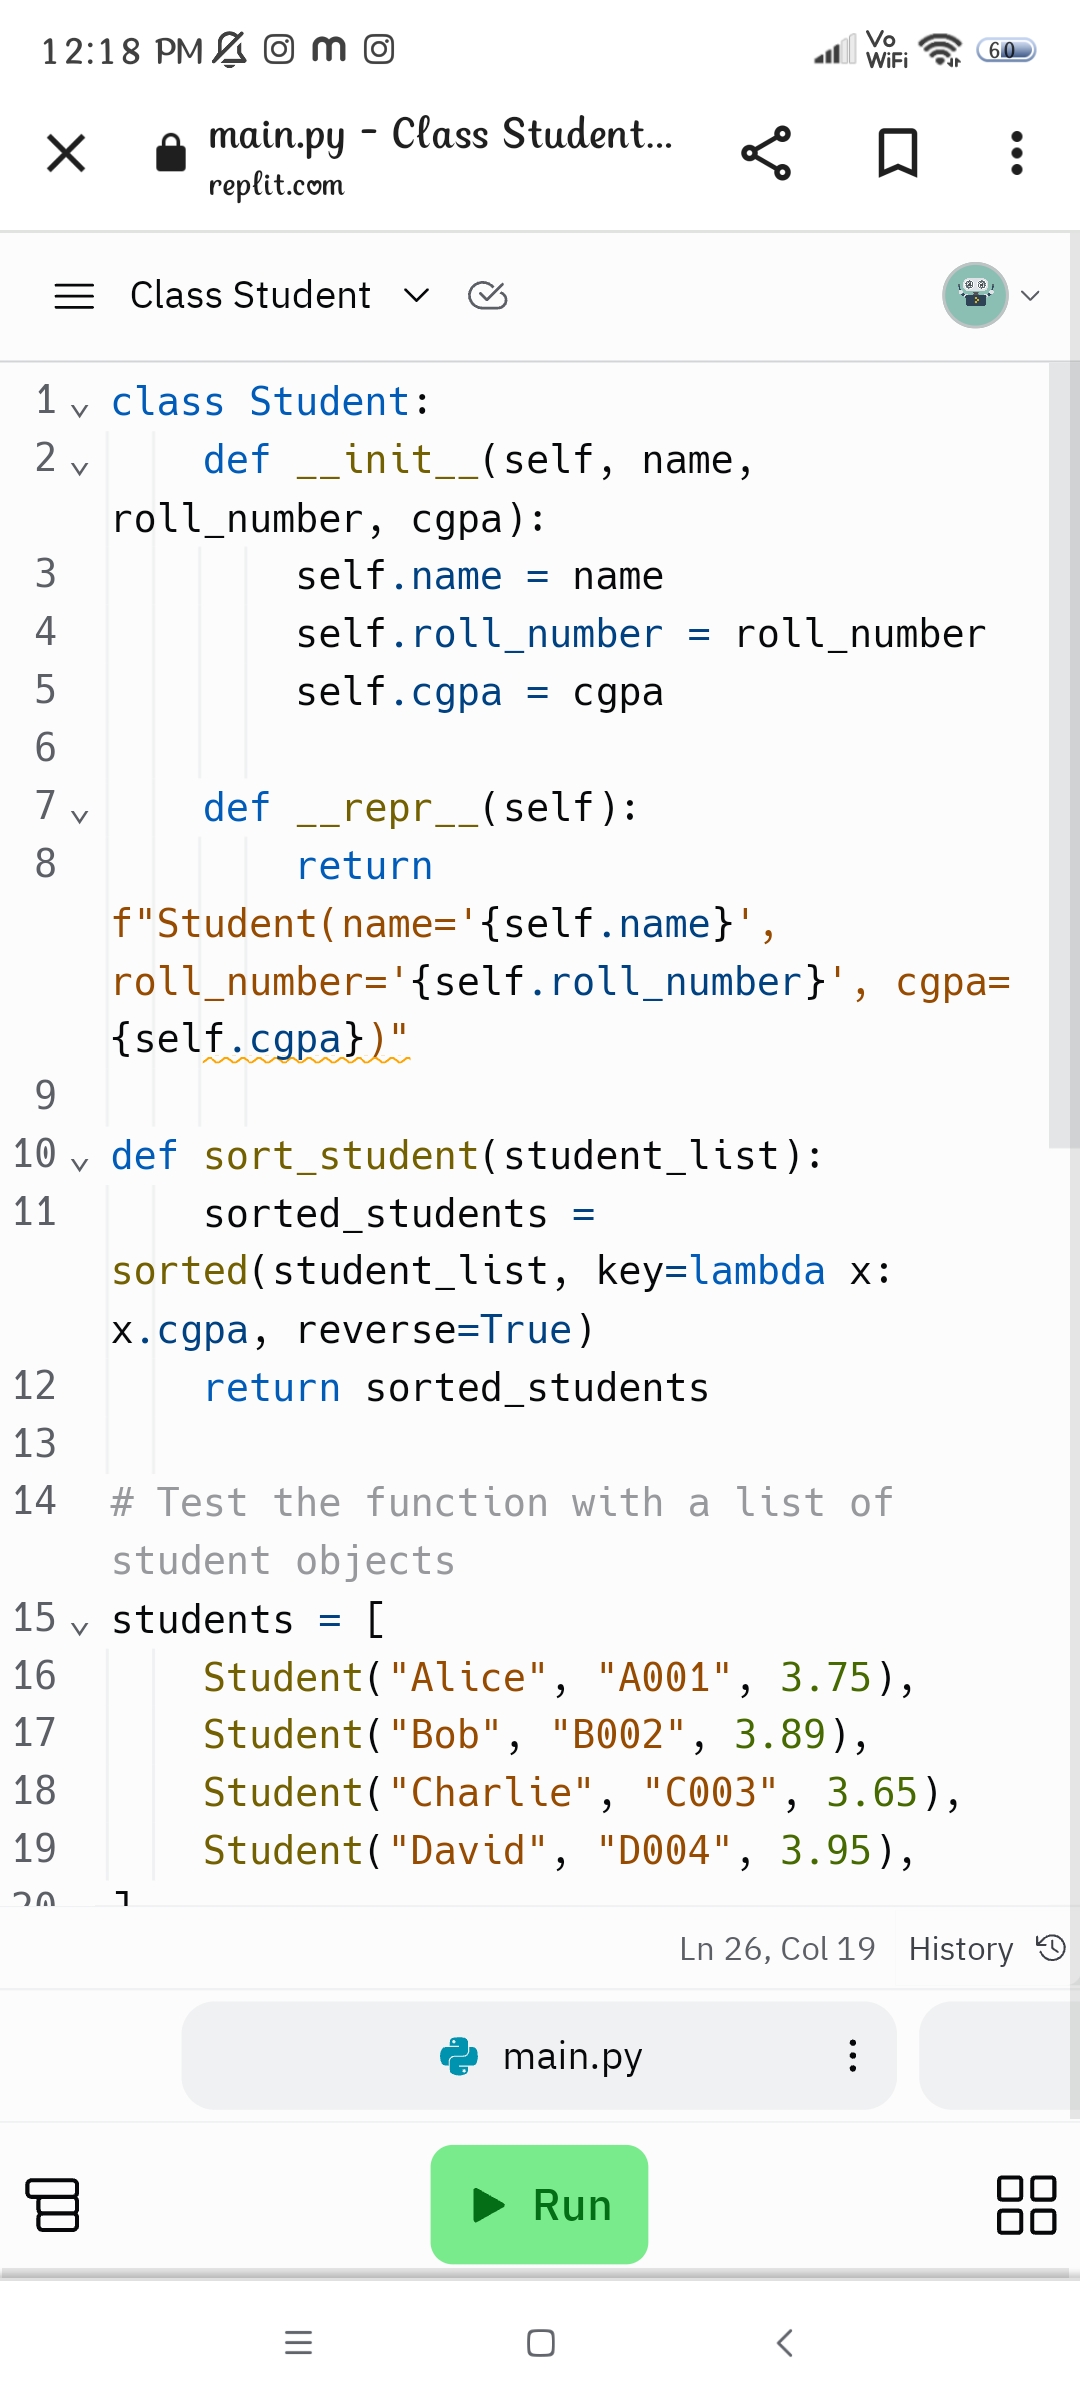 12:18 PM
Vo WiFi
60
main.py - Class Student...
replit.com
Class Student
1 class Student:
2     def __init__(self, name,
roll_number, cgpa):
3         self.name = name
4         self.roll_number = roll_number
5         self.cgpa = cgpa
6
7     def __repr__(self):
8         return
f"Student(name='{self.name}',
roll_number='{self.roll_number}', cgpa=
{self.cgpa})"
9
10 def sort_student(student_list):
11     sorted_students =
sorted(student_list, key=lambda x:
x.cgpa, reverse=True)
12     return sorted_students
13
14 # Test the function with a list of
student objects
15 students = [
16     Student("Alice", "A001", 3.75),
17     Student("Bob", "B002", 3.89),
18     Student("Charlie", "C003", 3.65),
19     Student("David", "D004", 3.95),
20 ]
Ln 26, Col 19 History
main.py
Run